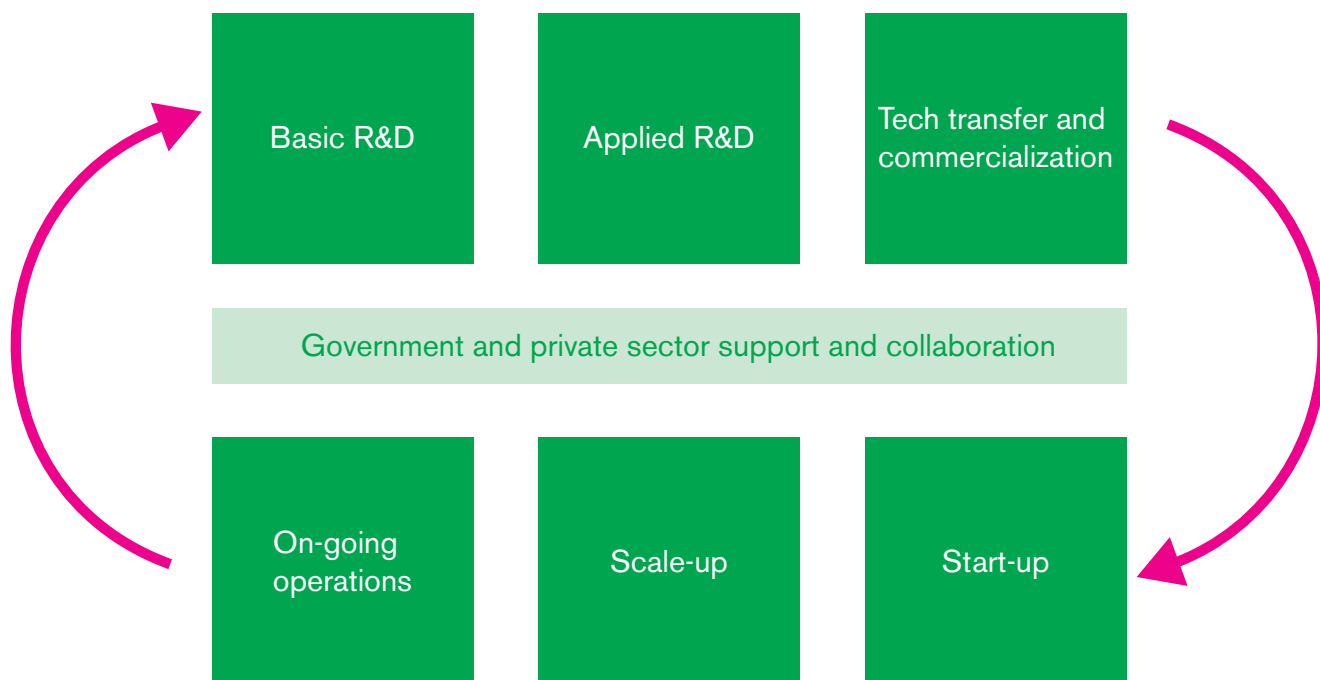 Basic R&D
Applied R&D
Tech transfer and
commercialization
Government and private sector support and collaboration
On-going
operations
Scale-up
Start-up